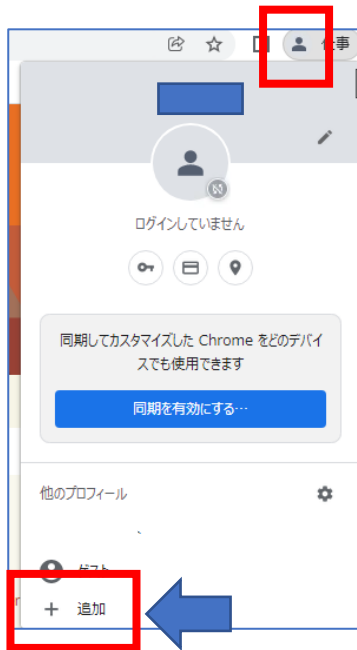 仕事
ログインしていません
同期してカスタマイズした Chrome をどのデバイ
スでも使用できます
同期を有効にする…
他のプロフィール
ゲスト
+ 追加